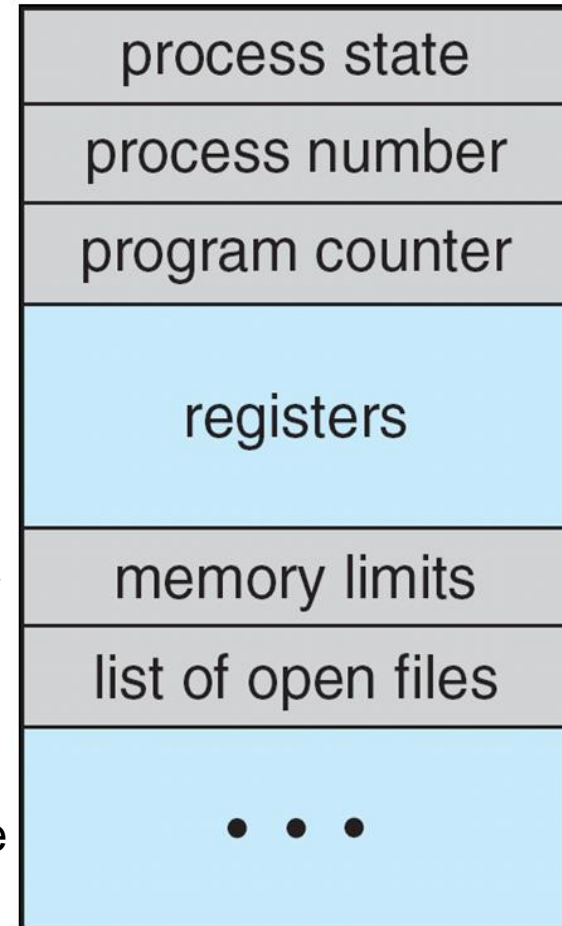 process state
process number
program counter
registers
memory limits
list of open files
• • •
e